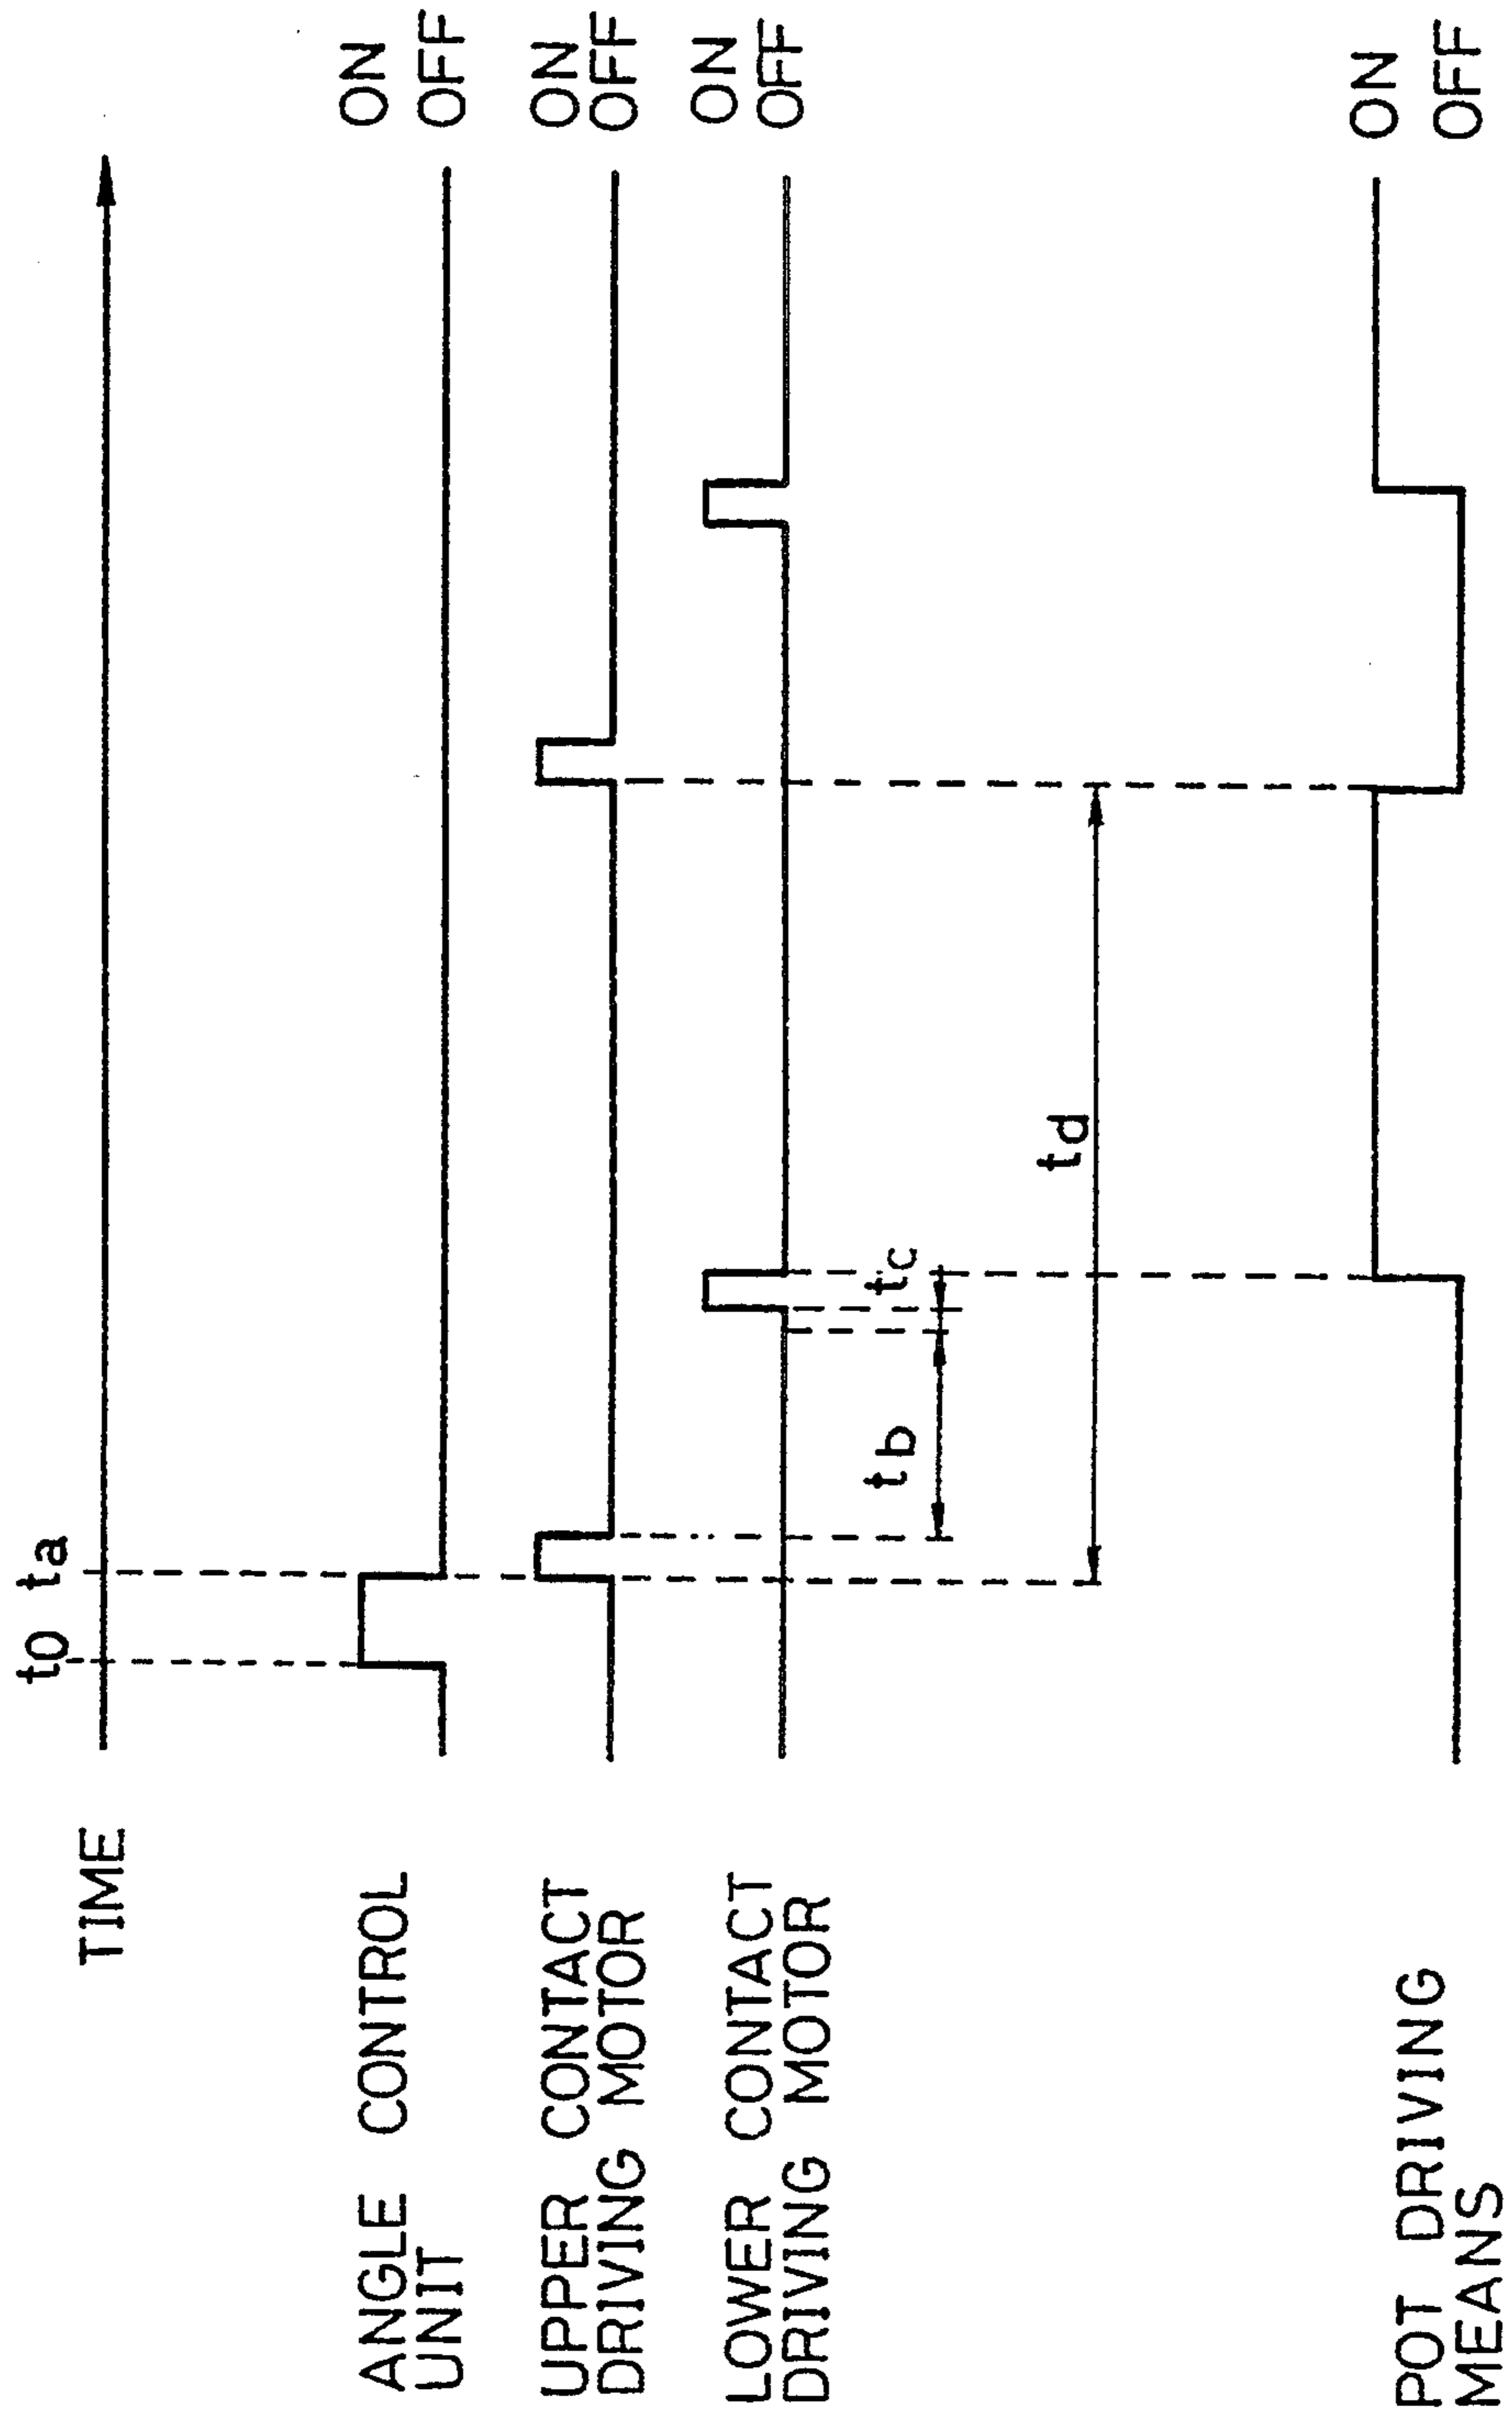 t0 ta
TIME
ANGLE CONTROL
UNIT
ON
OFF
UPPER CONTACT
DRIVING MOTOR
ON
OFF
LOWER CONTACT
DRIVING MOTOR
ON
OFF
tb
tc
td
POT DRIVING
MEANS
ON
OFF